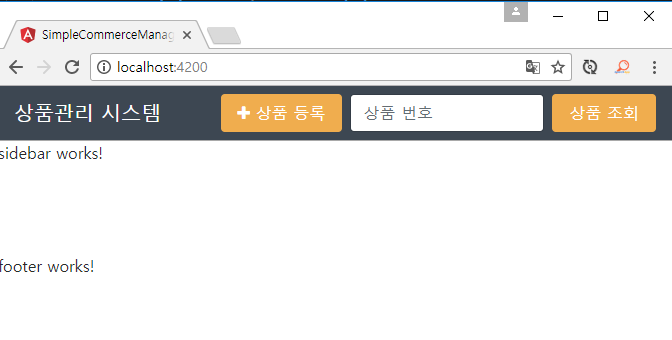 SimpleCommerceManag
localhost:4200
상품관리 시스템 + 상품 등록 상품 번호 상품 조회
sidebar works!
footer works!